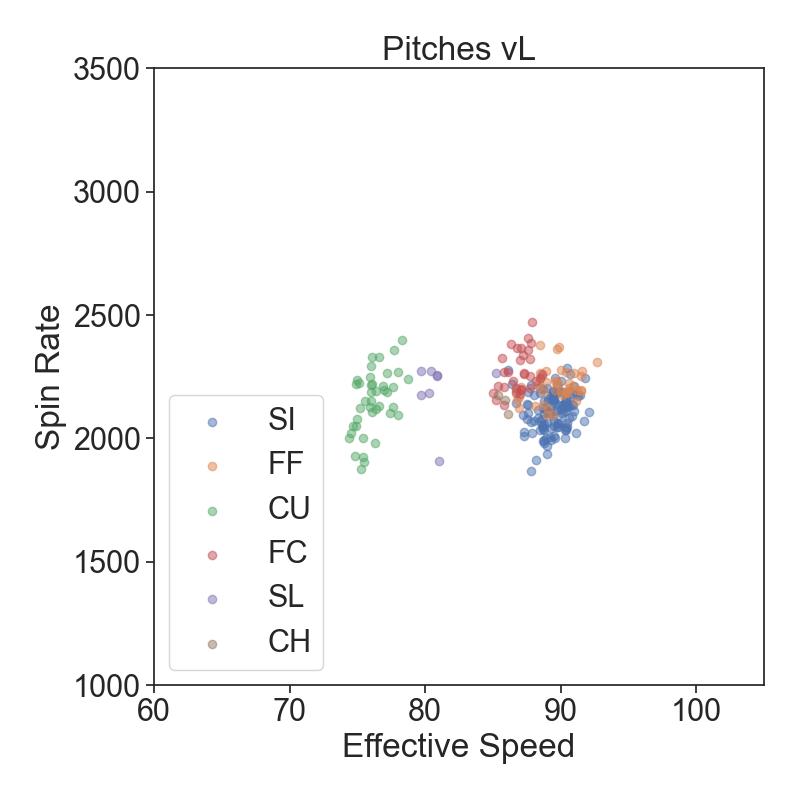 Pitches vL
3500
3000
2500
2000
1500
1000
Spin Rate
SI
FF
CU
FC
SL
CH
60 70 80 90 100
Effective Speed